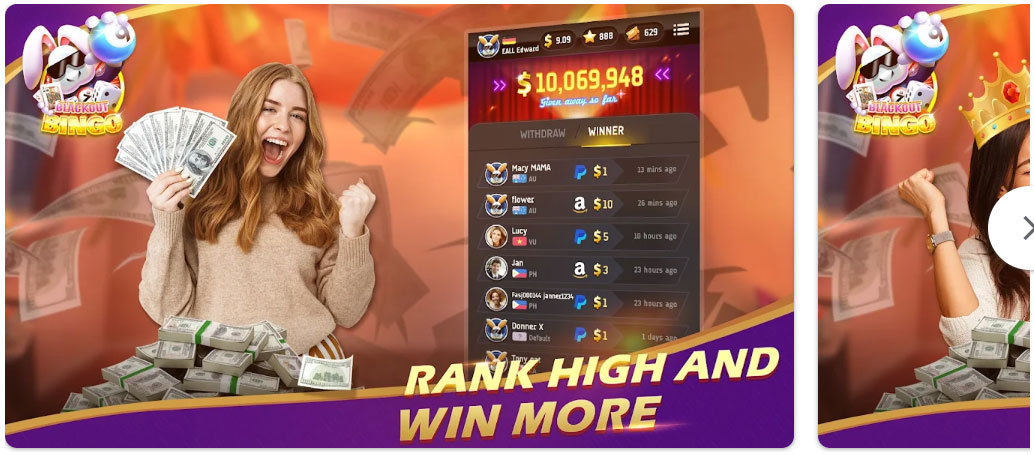 BLACKOUT
BINGO
EALL Edward
$ 9.09
888
629
$ 10,069,948
Given away so far
WITHDRAW
WINNER
Macy MAMA
AU
$1
13 mins ago
flower
AU
a $10
26 mins ago
Lucy
VU
$5
10 hours ago
Jan
PH
a $3
23 hours ago
PH
$1
23 hours ago
Donner X
? Default
$1
1 days ago
RANK HIGH AND
WIN MORE
BLACKOUT
BINGO